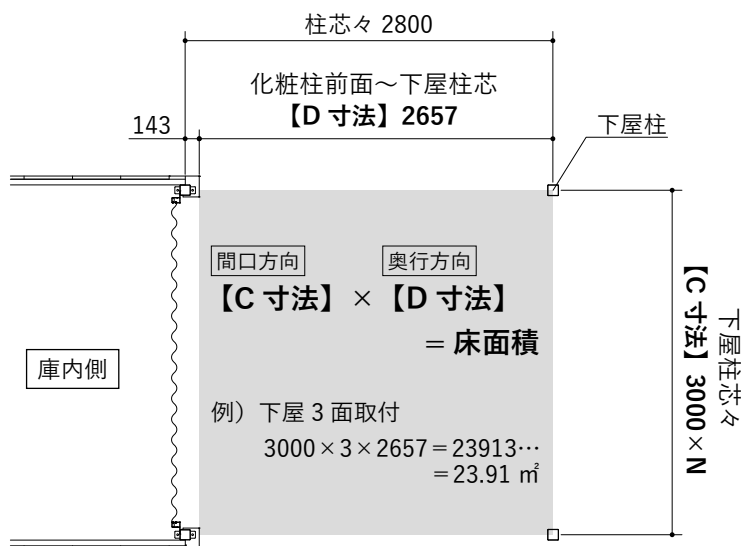 柱芯々 2800
化粧柱前面～下屋柱芯
【D 寸法】2657
143
下屋柱
間口方向
奥行方向
【C 寸法】 × 【D 寸法】
＝床面積
庫内側
例）下屋 3 面取付
3000×3×2657＝23913…
＝23.91 ㎡
下屋柱芯々
【C 寸法】3000×N